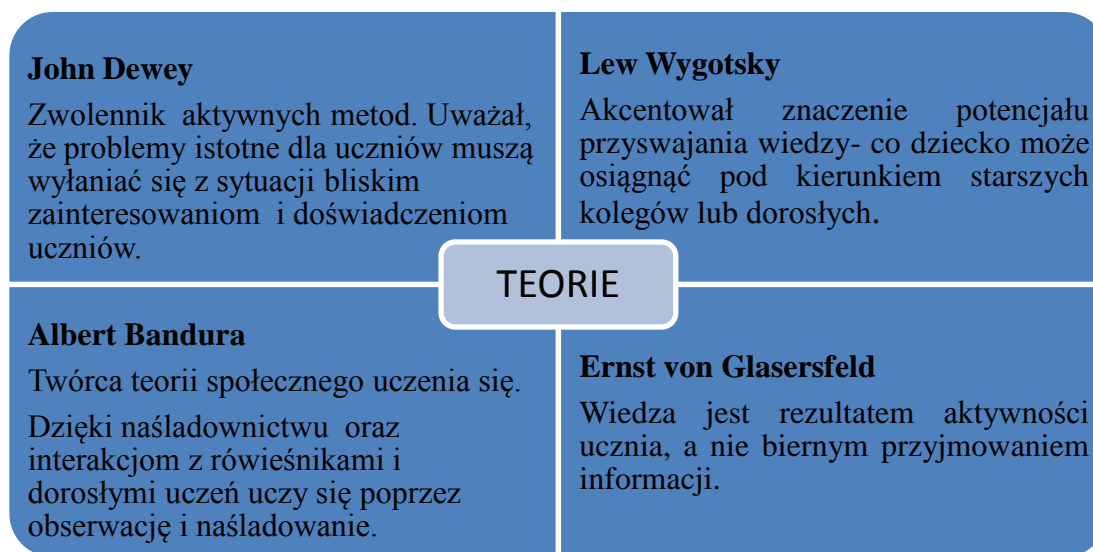 John Dewey
Zwolennik aktywnych metod. Uważał,
że problemy istotne dla uczniów muszą
wyłaniać się z sytuacji bliskim
zainteresowaniom i doświadczeniom
uczniów.
Lew Wygotsky
Akcentował znaczenie potencjału
przyswajania wiedzy- co dziecko może
osiągnąć pod kierunkiem starszych
kolegów lub dorosłych.
TEORIE
Albert Bandura
Twórca teorii społecznego uczenia się.
Dzięki naśladownictwu oraz
interakcjom z rówieśnikami i
dorosłymi uczeń uczy się poprzez
obserwację i naśladowanie.
Ernst von Glasersfeld
Wiedza jest rezultatem aktywności
ucznia, a nie biernym przyjmowaniem
informacji.